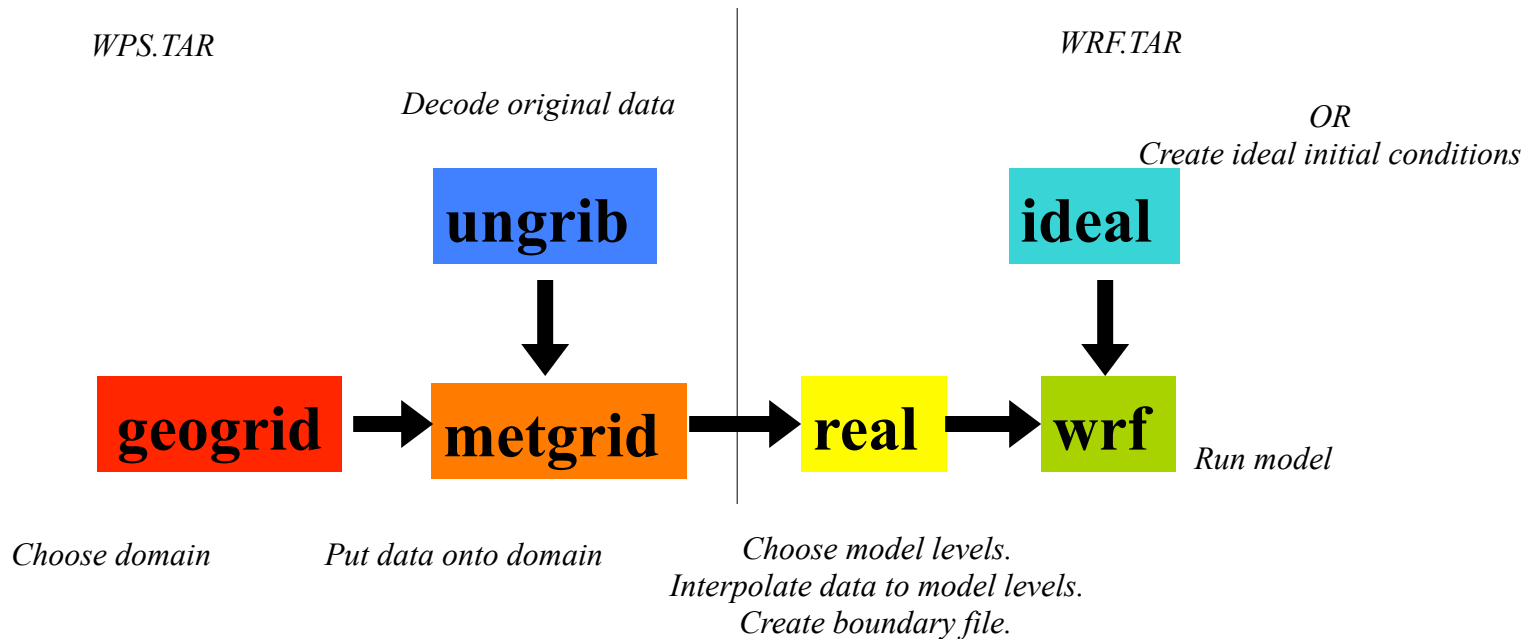 WPS.TAR
WRF.TAR
Decode original data
OR
Create ideal initial conditions
ungrib
ideal
geogrid
metgrid
real
wrf
Run model
Choose domain
Put data onto domain
Choose model levels.
Interpolate data to model levels.
Create boundary file.